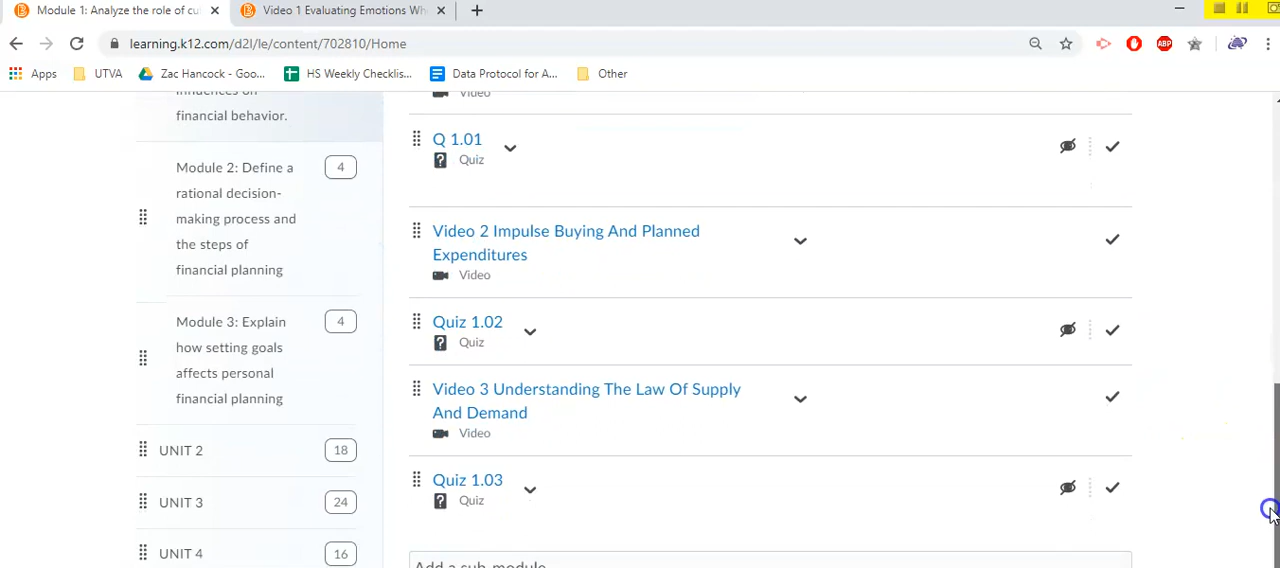 Module 1: Analyze the role of cu
Video 1 Evaluating Emotions Wh
learning.k12.com/d2l/le/content/702810/Home
ABP
Apps
UTVA
Zac Hancock - Goo...
HS Weekly Checklis...
Data Protocol for A...
Other
influences on
financial behavior.
Module 2: Define a
rational decision-
making process and
the steps of
financial planning
4
Module 3: Explain
how setting goals
affects personal
financial planning
4
UNIT 2
18
UNIT 3
24
UNIT 4
16
Video
Q 1.01
Quiz
Video 2 Impulse Buying And Planned
Expenditures
Video
Quiz 1.02
Quiz
Video 3 Understanding The Law Of Supply
And Demand
Video
Quiz 1.03
Quiz
Add a sub-module